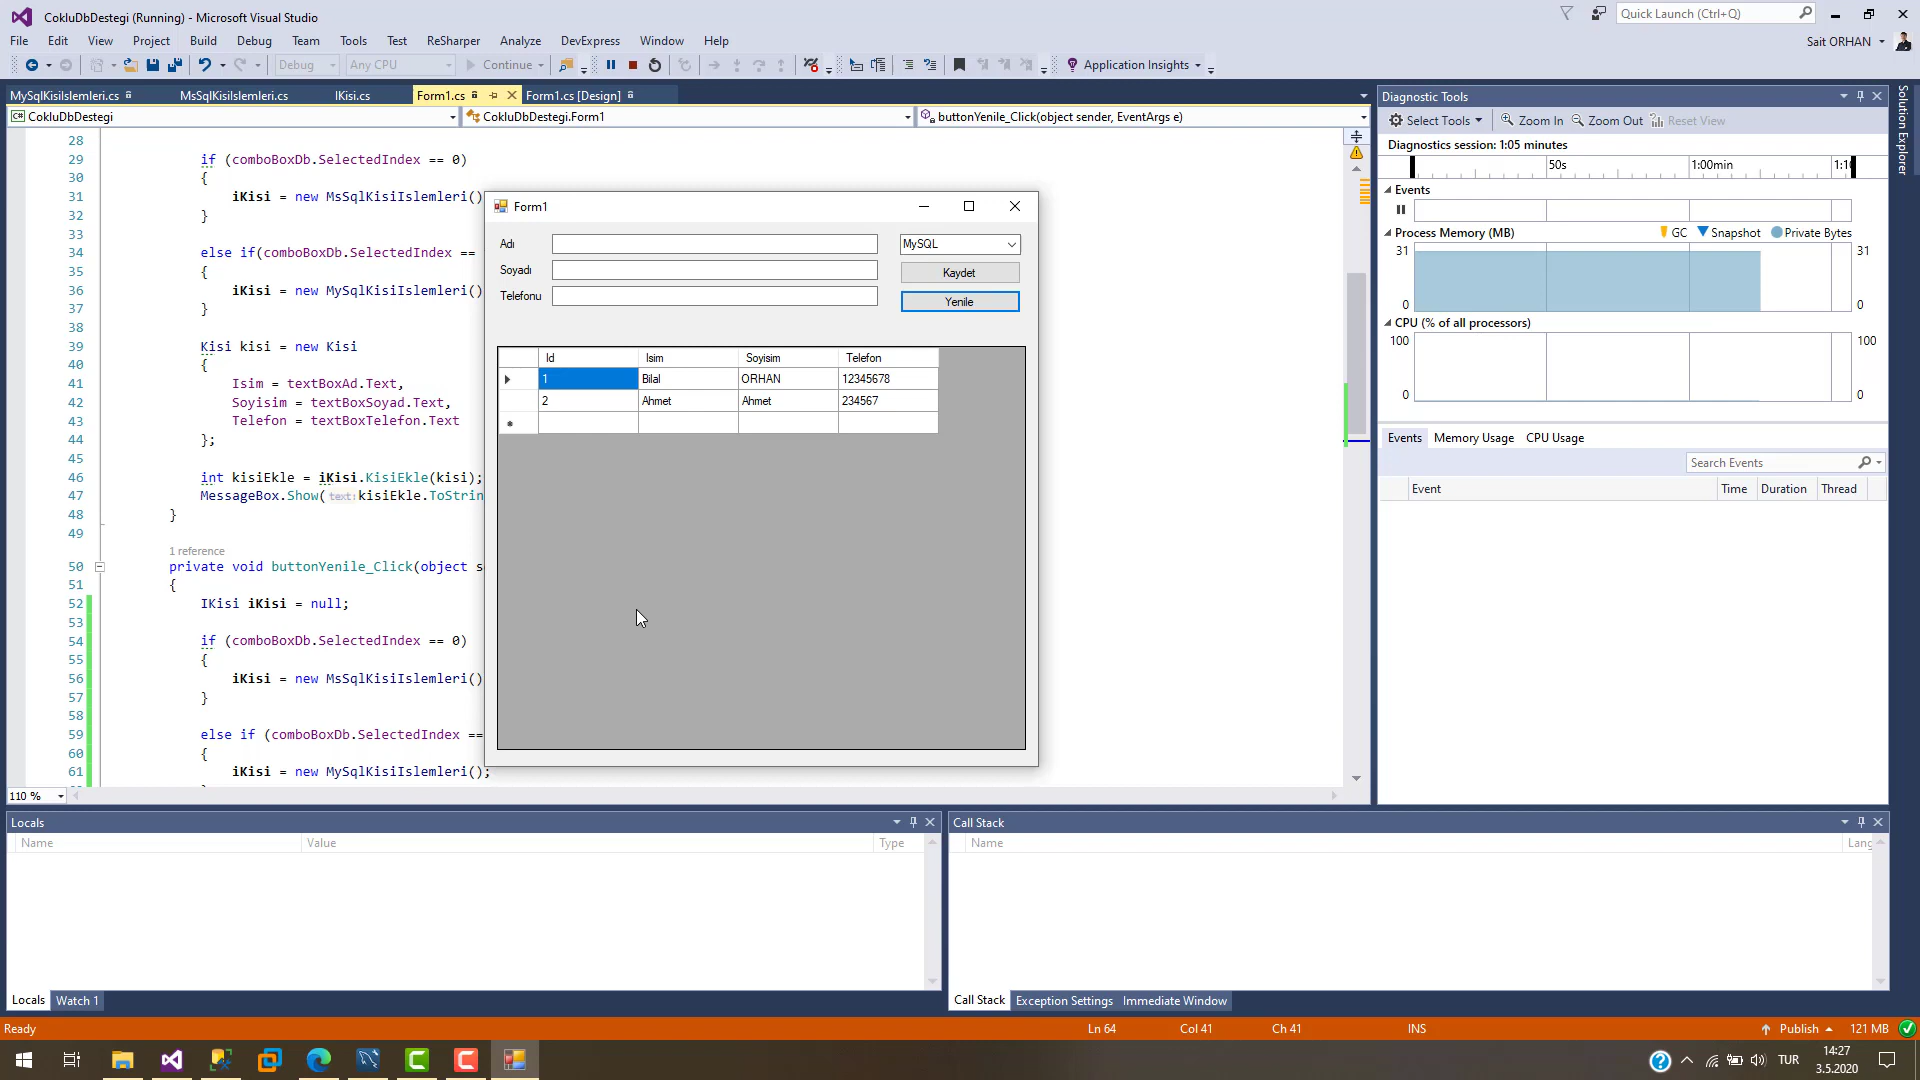 CokluDbDestegi (Running) - Microsoft Visual Studio
Quick Launch (Ctrl+Q)
File Edit View Project Build Debug Team Tools Test ReSharper Analyze DevExpress Window Help
Sait ORHAN
Debug Any CPU Continue Application Insights
MySqlKisiIslemleri.cs MsSqlKisiIslemleri.cs IKisi.cs Form1.cs Form1.cs [Design]
CokluDbDestegi CokluDbDestegi.Form1 buttonYenile_Click(object sender, EventArgs e)
28
29 if (comboBoxDb.SelectedIndex == 0)
30 {
31 iKisi = new MsSqlKisiIslemleri()
32 }
33
34 else if(comboBoxDb.SelectedIndex ==
35 {
36 iKisi = new MySqlKisiIslemleri()
37 }
38
39 Kisi kisi = new Kisi
40 {
41 Isim = textBoxAd.Text,
42 Soyisim = textBoxSoyad.Text,
43 Telefon = textBoxTelefon.Text
44 };
45
46 int kisiEkle = iKisi.KisiEkle(kisi);
47 MessageBox.Show(text:kisiEkle.ToStrin
48 }
49
1 reference
50 private void buttonYenile_Click(object s
51 {
52 IKisi iKisi = null;
53
54 if (comboBoxDb.SelectedIndex == 0)
55 {
56 iKisi = new MsSqlKisiIslemleri()
57 }
58
59 else if (comboBoxDb.SelectedIndex ==
60 {
61 iKisi = new MySqlKisiIslemleri();
110 %
Form1
Adı
MySQL
Soyadı
Kaydet
Telefonu
Yenile
Id Isim Soyisim Telefon
1 Bilal ORHAN 12345678
2 Ahmet Ahmet 234567
Diagnostic Tools
Select Tools Zoom In Zoom Out Reset View
Diagnostics session: 1:05 minutes
50s 1:00min 1:1
Events
Process Memory (MB) GC Snapshot Private Bytes
31 31
0 0
CPU (% of all processors)
100 100
0 0
Events Memory Usage CPU Usage
Search Events
Event Time Duration Thread
Locals
Name Value Type
Locals Watch 1
Call Stack
Name Lang
Call Stack Exception Settings Immediate Window
Ready Ln 64 Col 41 Ch 41 INS Publish 121 MB
TUR
14:27
3.5.2020
Solution Explorer